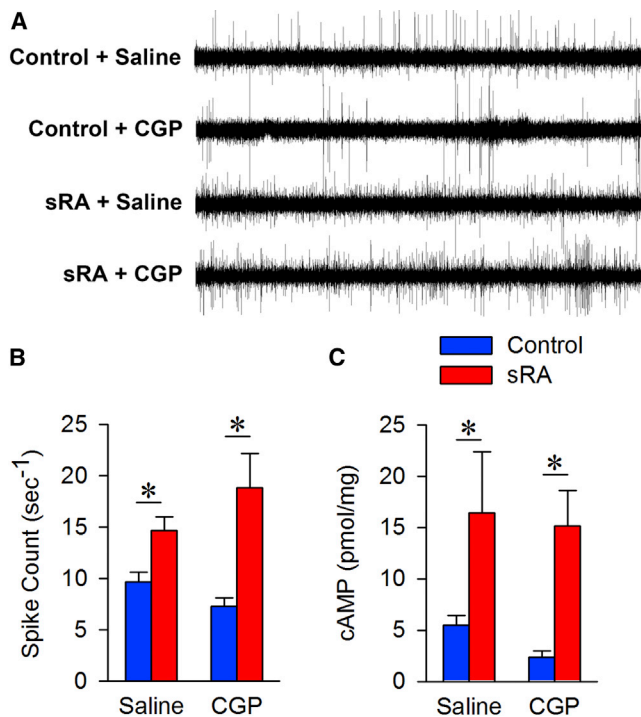 A
Control + Saline
Control + CGP
sRA + Saline
sRA + CGP
B
C
Control
sRA
*
*
*
*
Spike Count (sec⁻¹)
25
20
15
10
5
0
Saline
CGP
cAMP (pmol/mg)
25
20
15
10
5
0
Saline
CGP